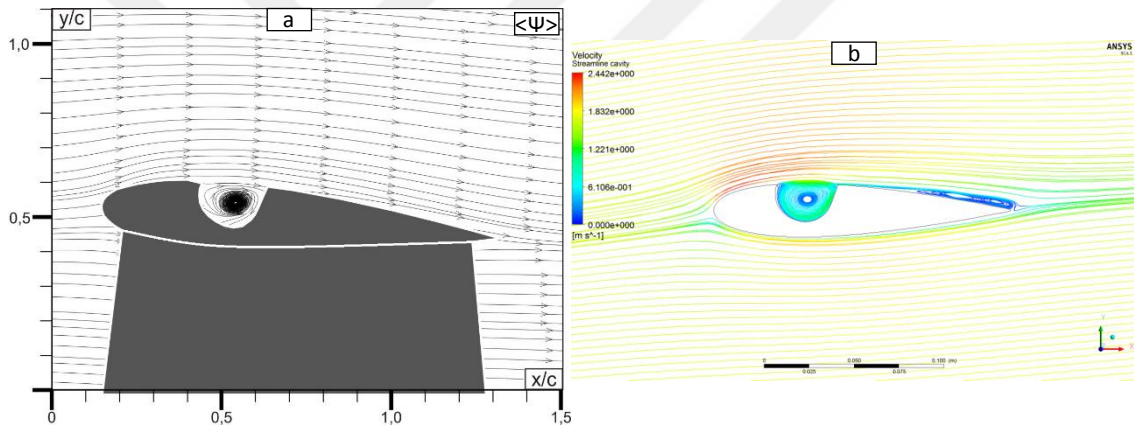 y/c
a
<Ψ>
1,0
0,5
x/c
0
0,5
1,0
1,5
b
ANSYS
Velocity
Streamline cavity
2.442e+000
1.832e+000
1.221e+000
6.106e-001
0.000e+000
[m s^-1]
Y
X
0
0.050
0.100 (m)
0.025
0.075